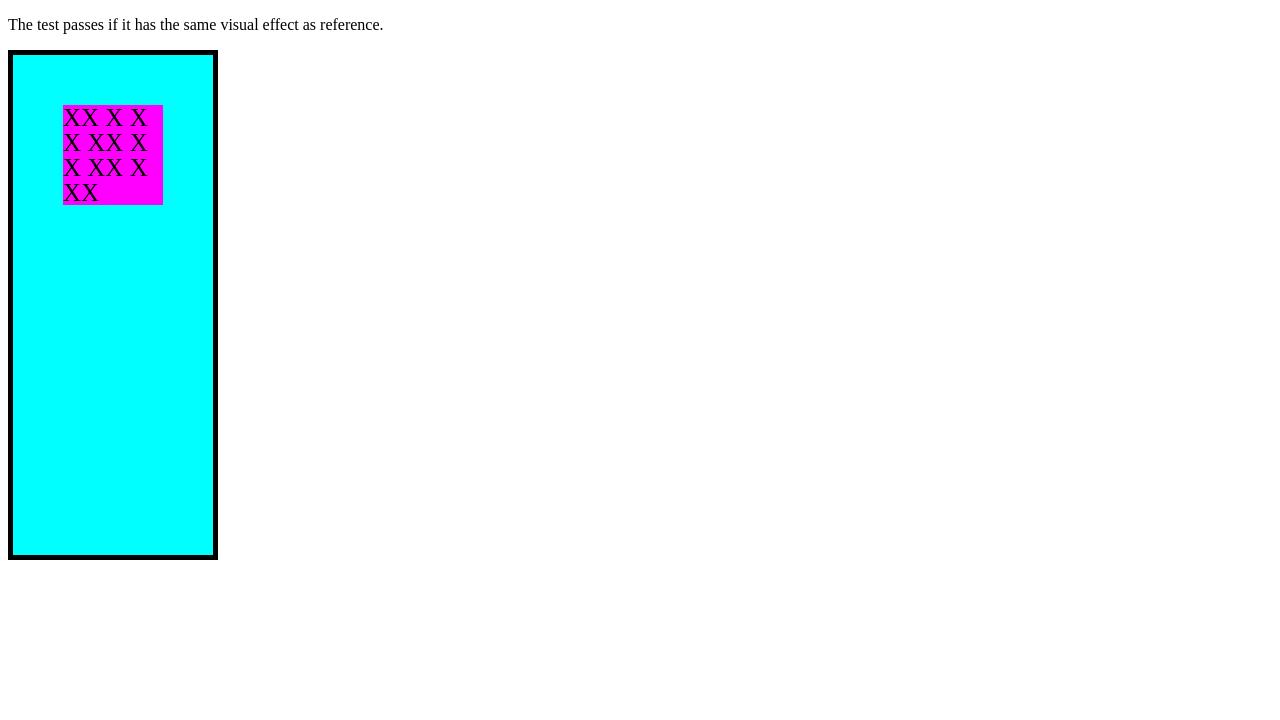 The test passes if it has the same visual effect as reference.
XX X X
X XX X
X XX X
XX